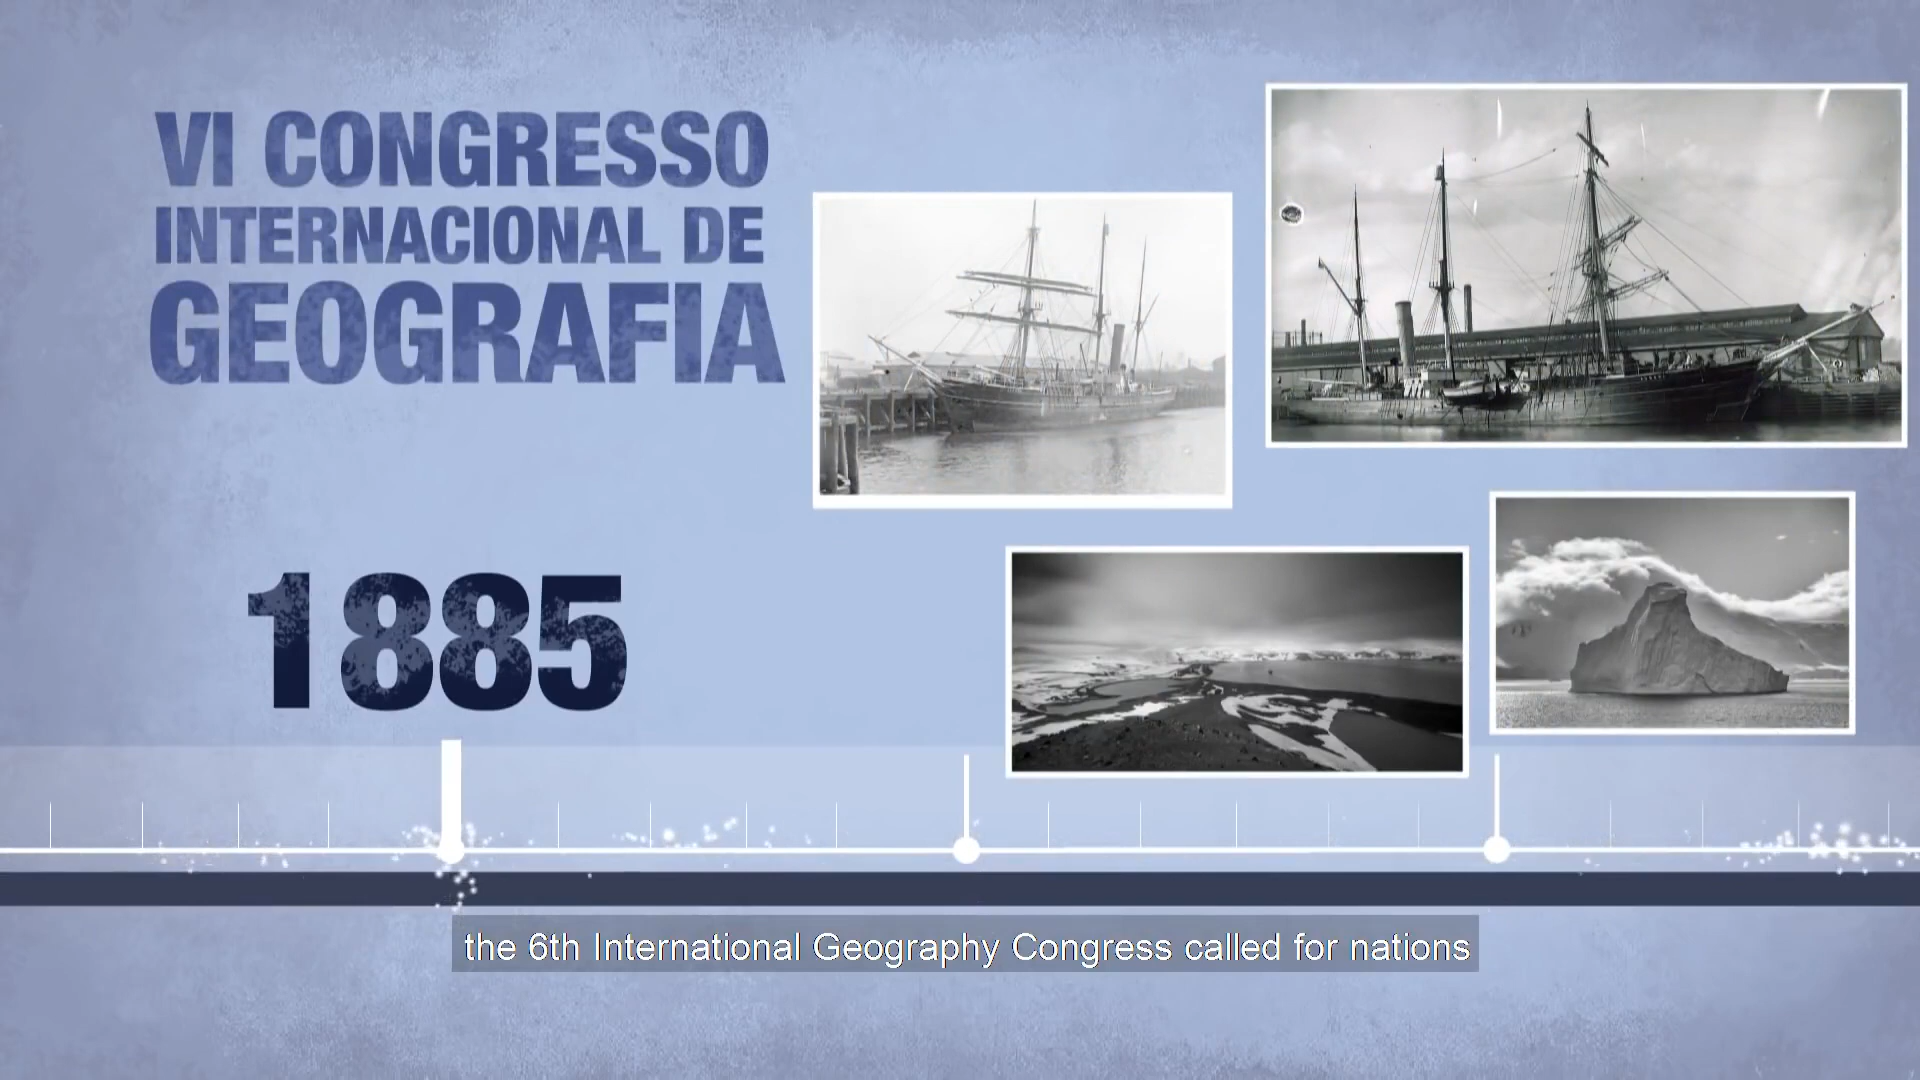 VI CONGRESSO
INTERNACIONAL DE
GEOGRAFIA
1885
the 6th International Geography Congress called for nations